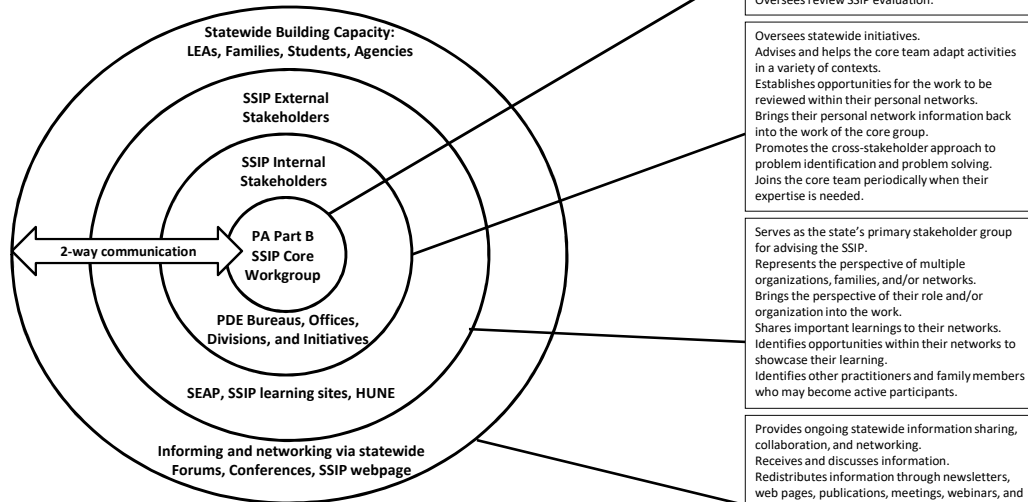 Statewide Building Capacity:
LEAs, Families, Students, Agencies
SSIP External
Stakeholders
SSIP Internal
Stakeholders
PA Part B
SSIP Core
Workgroup
2-way communication
PDE Bureaus, Offices,
Divisions, and Initiatives
SEAP, SSIP learning sites, HUNE
Informing and networking via statewide
Forums, Conferences, SSIP webpage
Oversees review SSIP evaluation.
Oversees statewide initiatives.
Advises and helps the core team adapt activities
in a variety of contexts.
Establishes opportunities for the work to be
reviewed within their personal networks.
Brings their personal network information back
into the work of the core group.
Promotes the cross-stakeholder approach to
problem identification and problem solving.
Joins the core team periodically when their
expertise is needed.
Serves as the state's primary stakeholder group
for advising the SSIP.
Represents the perspective of multiple
organizations, families, and/or networks.
Brings the perspective of their role and/or
organization into the work.
Shares important learnings to their networks.
Identifies opportunities within their networks to
showcase their learning.
Identifies other practitioners and family members
who may become active participants.
Provides ongoing statewide information sharing,
collaboration, and networking.
Receives and discusses information.
Redistributes information through newsletters,
web pages, publications, meetings, webinars, and